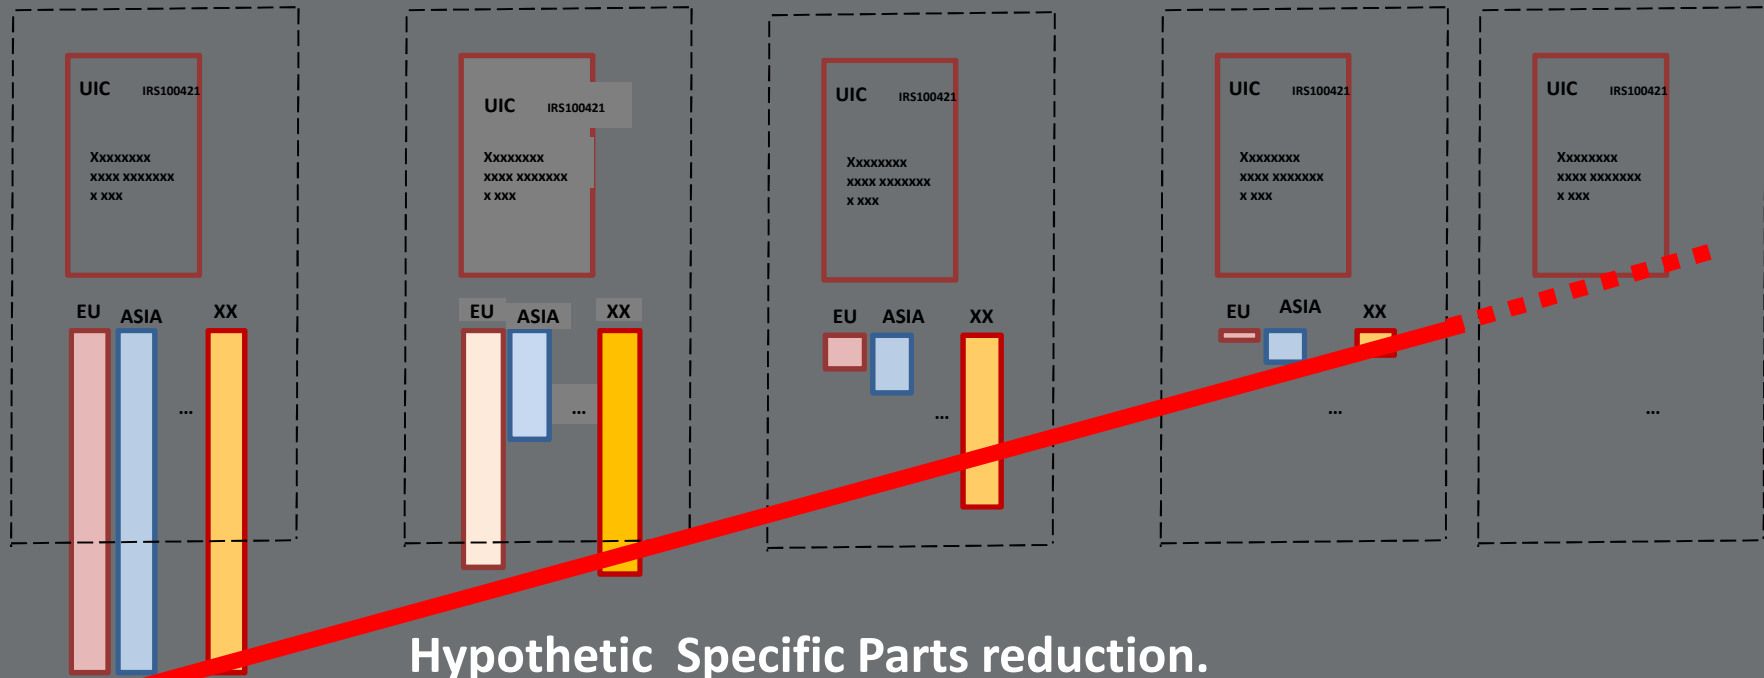 UIC IRS100421
Xxxxxxxx
xxxx xxxxxxx
x xxx
EU ASIA XX
...
UIC IRS100421
Xxxxxxxx
xxxx xxxxxxx
x xxx
EU ASIA XX
...
UIC IRS100421
Xxxxxxxx
xxxx xxxxxxx
x xxx
EU ASIA XX
...
UIC IRS100421
Xxxxxxxx
xxxx xxxxxxx
x xxx
EU ASIA XX
...
UIC IRS100421
Xxxxxxxx
xxxx xxxxxxx
x xxx
...
Hypothetic Specific Parts reduction.